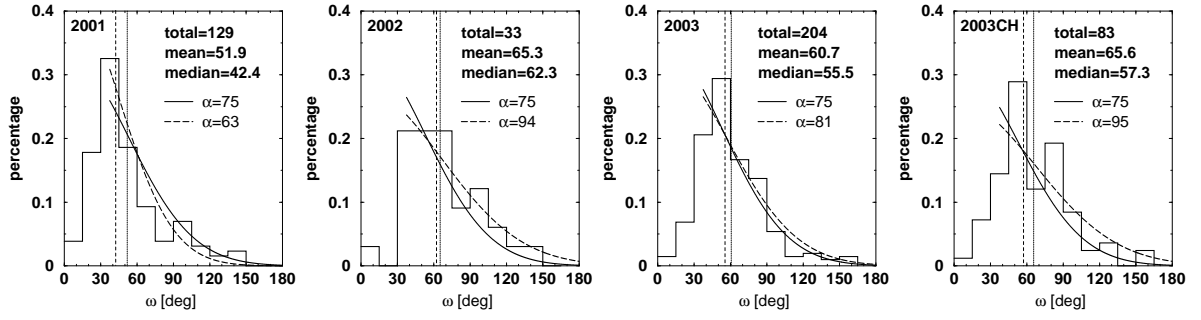 2001
total=129
mean=51.9
median=42.4
α=75
α=63
percentage
0.4
0.3
0.2
0.1
0
0 30 60 90 120 150 180
ω [deg]
2002
total=33
mean=65.3
median=62.3
α=75
α=94
percentage
0.4
0.3
0.2
0.1
0
0 30 60 90 120 150 180
ω [deg]
2003
total=204
mean=60.7
median=55.5
α=75
α=81
percentage
0.4
0.3
0.2
0.1
0
0 30 60 90 120 150 180
ω [deg]
2003CH
total=83
mean=65.6
median=57.3
α=75
α=95
percentage
0.4
0.3
0.2
0.1
0
0 30 60 90 120 150 180
ω [deg]